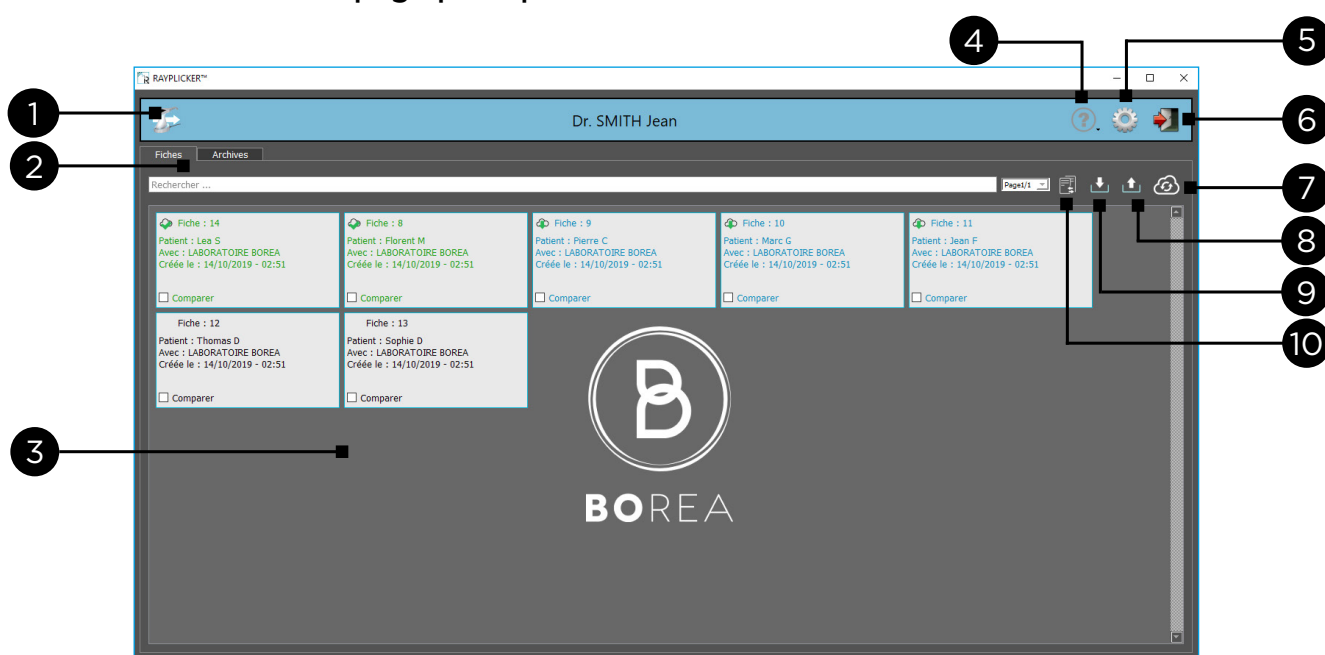 4
5
RAYPLICKER™
1
Dr. SMITH Jean
6
2
Fiches Archives
Rechercher ...
Page1/1
7
Fiche : 14
Patient : Lea S
Avec : LABORATOIRE BOREA
Créée le : 14/10/2019 - 02:51
Comparer
Fiche : 8
Patient : Florent M
Avec : LABORATOIRE BOREA
Créée le : 14/10/2019 - 02:51
Comparer
Fiche : 9
Patient : Pierre C
Avec : LABORATOIRE BOREA
Créée le : 14/10/2019 - 02:51
Comparer
Fiche : 10
Patient : Marc G
Avec : LABORATOIRE BOREA
Créée le : 14/10/2019 - 02:51
Comparer
Fiche : 11
Patient : Jean F
Avec : LABORATOIRE BOREA
Créée le : 14/10/2019 - 02:51
Comparer
8
9
10
Fiche : 12
Patient : Thomas D
Avec : LABORATOIRE BOREA
Créée le : 14/10/2019 - 02:51
Comparer
Fiche : 13
Patient : Sophie D
Avec : LABORATOIRE BOREA
Créée le : 14/10/2019 - 02:51
Comparer
3
B
BOREA